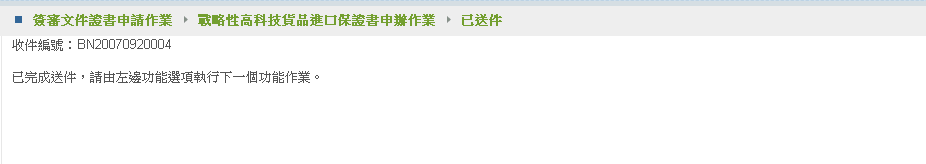 簽審文件證書申請作業 戰略性高科技貨品進口保證書申辦作業 已送件
收件編號：BN20070920004
已完成送件，請由左邊功能選項執行下一個功能作業。